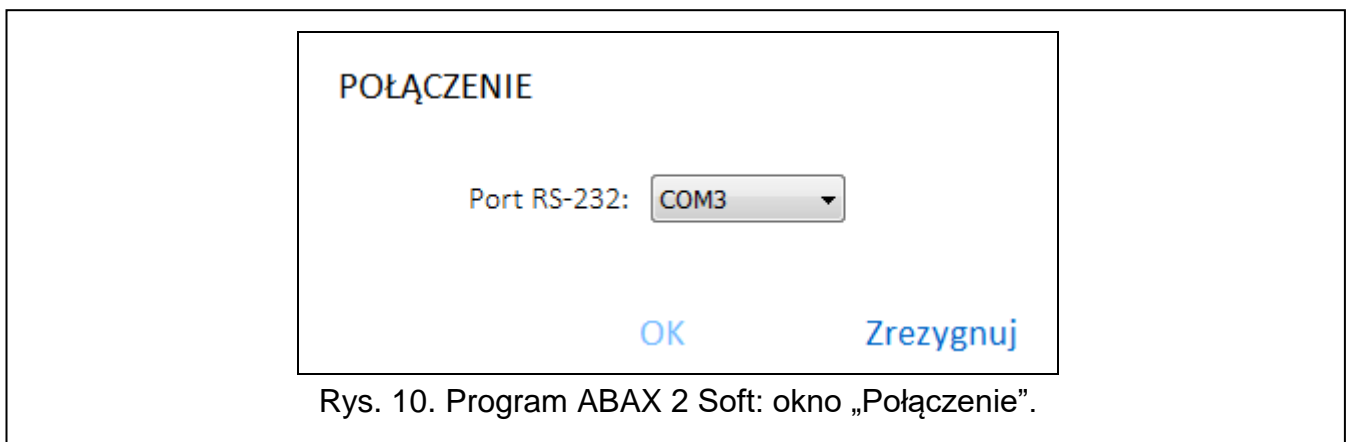 POŁĄCZENIE
Port RS-232: COM3
OK Zrezygnuj
Rys. 10. Program ABAX 2 Soft: okno „Połączenie”.